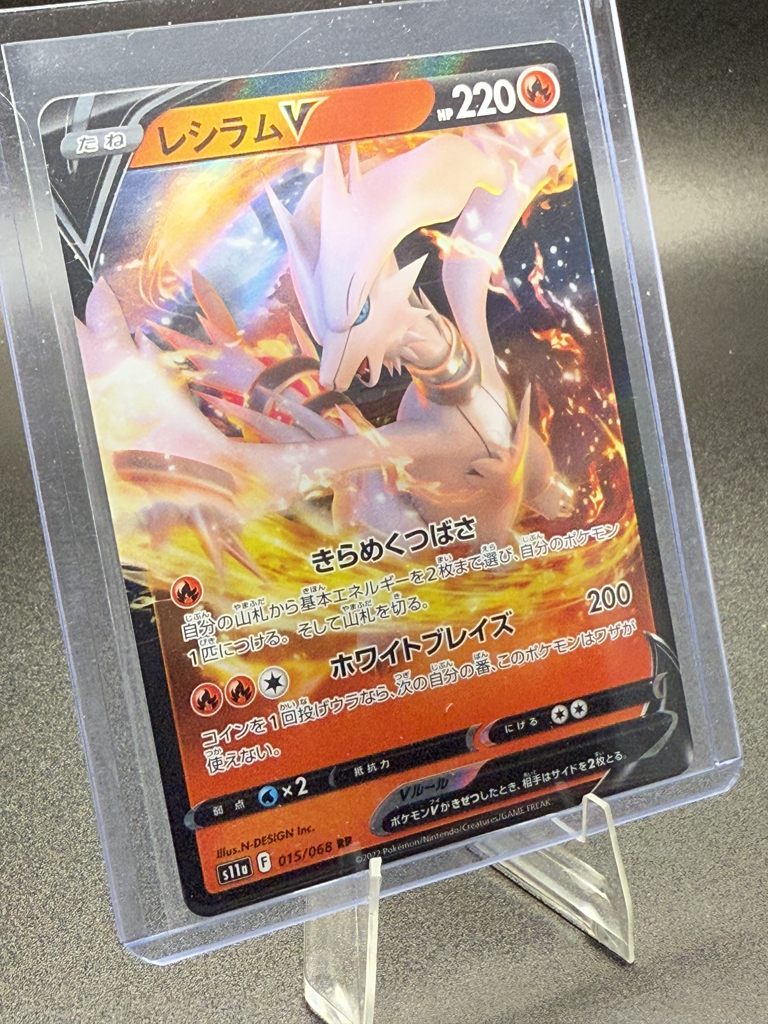 たね
レシラムV
HP 220
きらめくつばさ
自分の山札から基本エネルギーを2枚まで選び、自分のポケモン
1匹につける。そして山札を切る。
ホワイトブレイズ 200
コインを1回投げウラなら、次の自分の番、このポケモンはワザが
使えない。
弱点 ×2 抵抗力 にげる
Vルール
ポケモンVがきぜつしたとき、相手はサイドを2枚とる。
Illus.N-DESIGN Inc.
s11a F 015/068 RR
©2022 Pokémon/Nintendo/Creatures/GAME FREAK